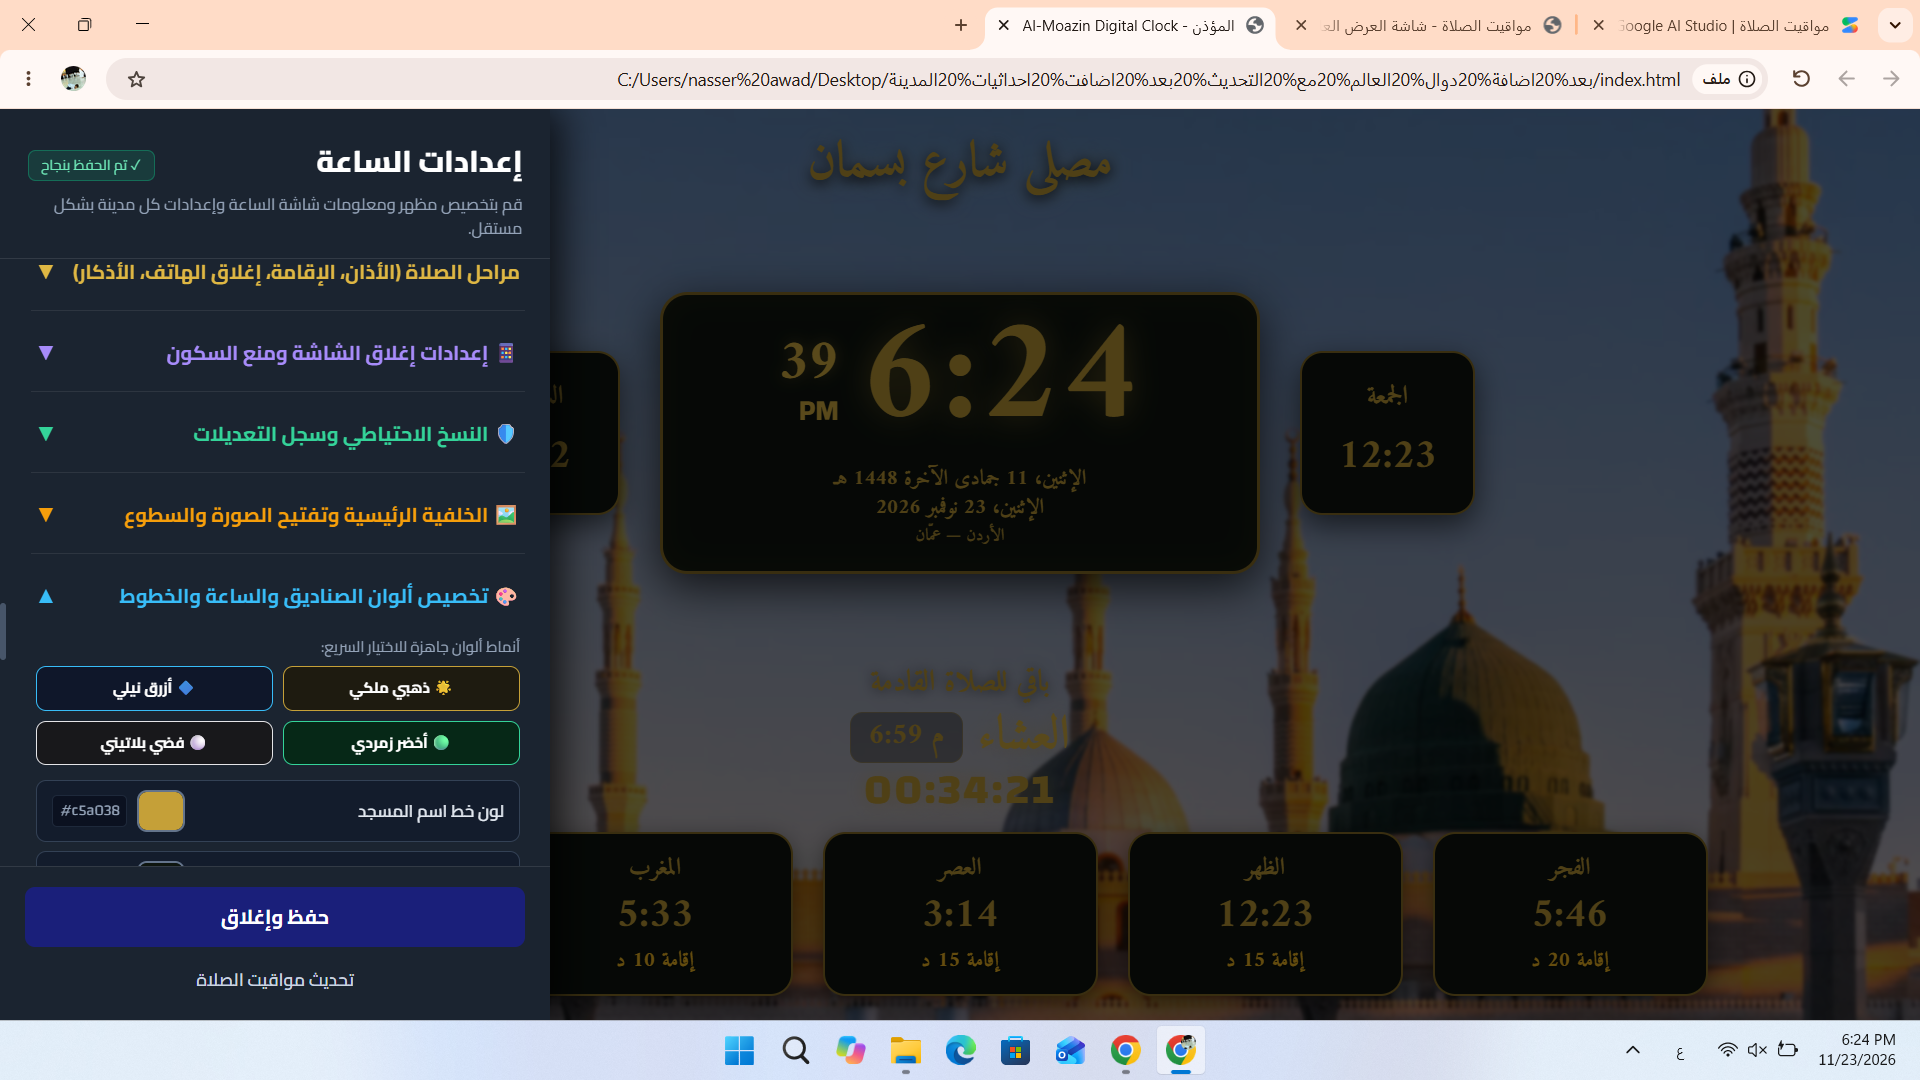 Al-Moazin Digital Clock - المؤذن
مواقيت الصلاة - شاشة العرض
مواقيت الصلاة | Google AI Studio
C:/Users/nasser%20awad/Desktop/بعد%20اضافة%20دوال%20العالم%20مع%20التحديث%20بعد%20اضافت%20احداثيات%20المدينة/index.html
ملف
إعدادات الساعة
✓ تم الحفظ بنجاح
قم بتخصيص مظهر ومعلومات شاشة الساعة وإعدادات كل مدينة بشكل
مستقل.
مراحل الصلاة (الأذان، الإقامة، إغلاق الهاتف، الأذكار) ▼
إعدادات إغلاق الشاشة ومنع السكون ▼
النسخ الاحتياطي وسجل التعديلات ▼
الخلفية الرئيسية وتفتيح الصورة والسطوع ▼
تخصيص ألوان الصناديق والساعة والخطوط ▲
أنماط ألوان جاهزة للاختيار السريع:
ذهبي ملكي
أزرق نيلي
أخضر زمردي
فضي بلاتيني
لون خط اسم المسجد
#c5a038
حفظ وإغلاق
تحديث مواقيت الصلاة
مصلى شارع بسمان
6:24
39
PM
الإثنين، 11 جمادى الآخرة 1448 هـ
الإثنين، 23 نوفمبر 2026
الأردن — عمّان
الجمعة
12:23
باقي للصلاة القادمة
العشاء
6:59 م
00:34:21
الفجر
5:46
إقامة 20 د
الظهر
12:23
إقامة 15 د
العصر
3:14
إقامة 15 د
المغرب
5:33
إقامة 10 د
ع
6:24 PM
11/23/2026